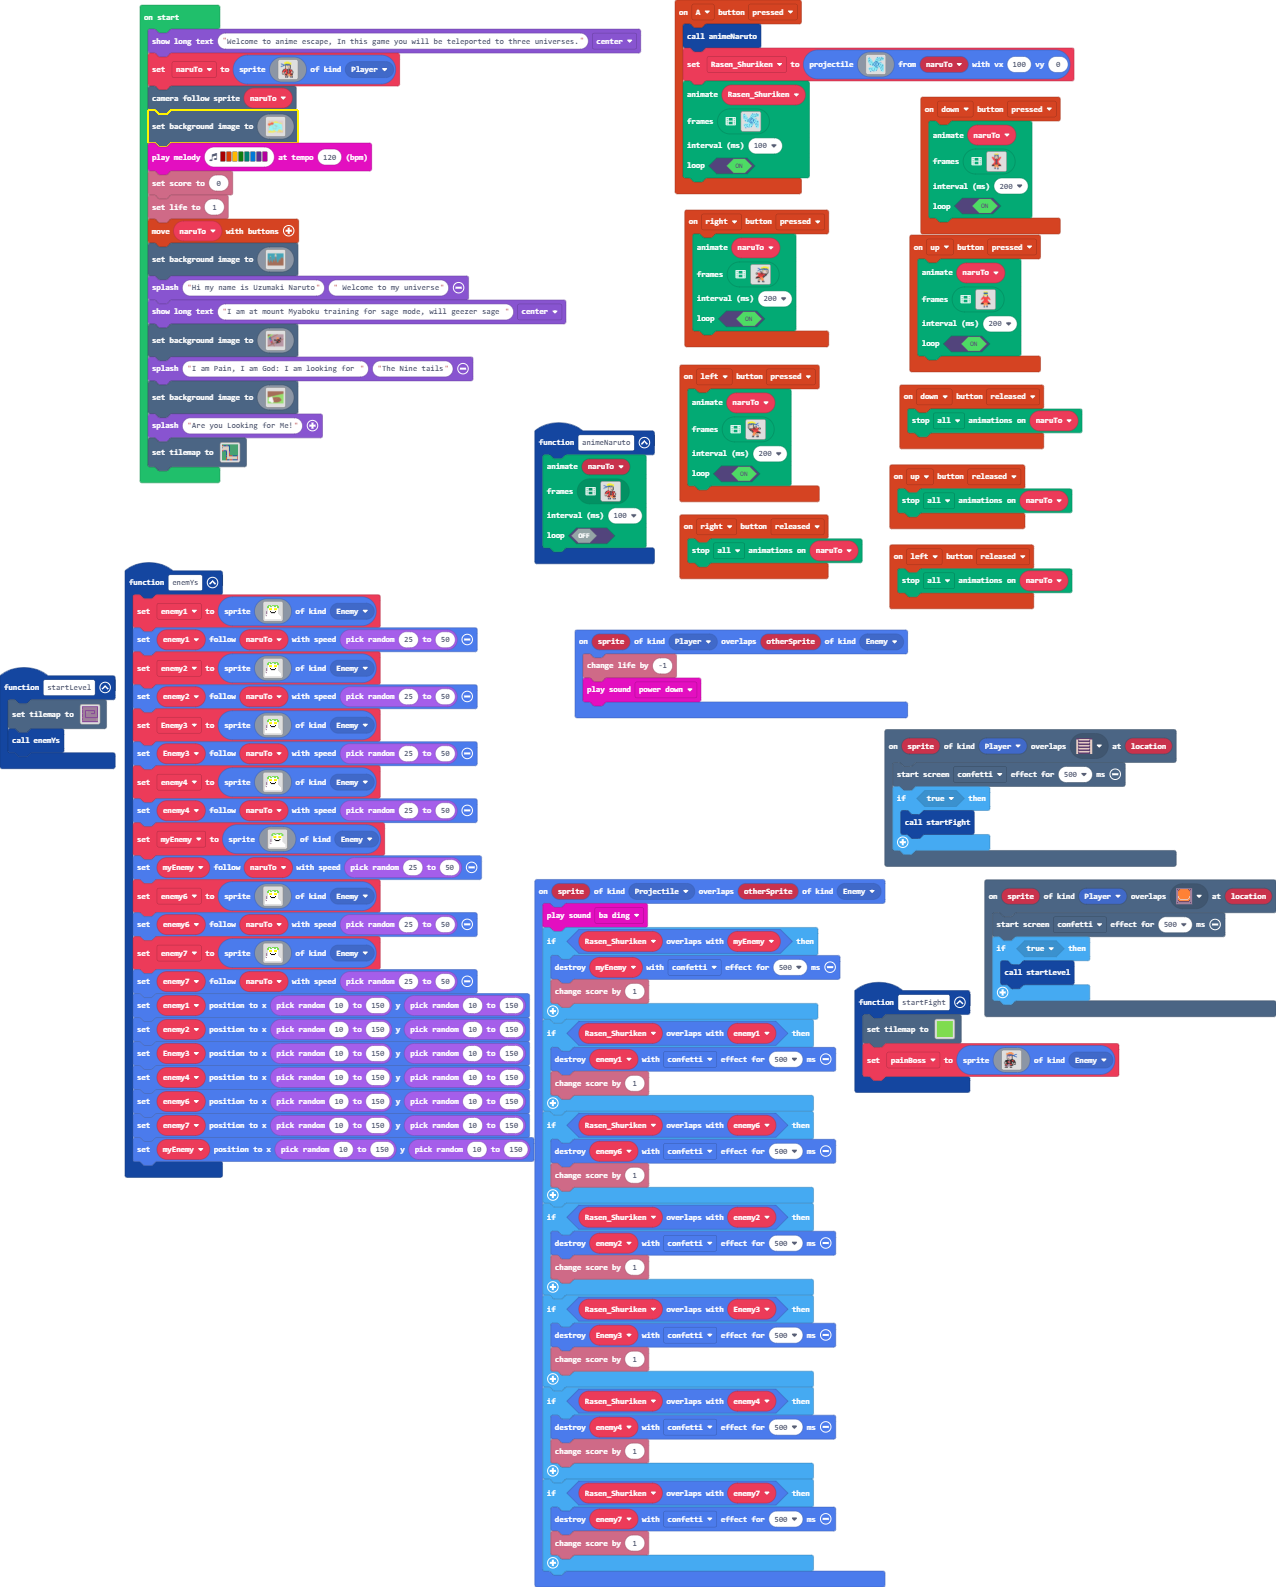 on start
show long text "Welcome to anime escape, In this game you will be teleported to three universes." center
set naruTo to sprite of kind Player
camera follow sprite naruTo
set background image to
play melody at tempo 120 (bpm)
set score to 0
set life to 1
move naruTo with buttons
set background image to
splash "Hi my name is Uzumaki Naruto" " Welcome to my universe"
show long text "I am at mount Myaboku training for sage mode, will geezer sage " center
set background image to
splash "I am Pain, I am God: I am looking for " "The Nine tails"
set background image to
splash "Are you Looking for Me!"
set tilemap to
on A button pressed
call animeNaruto
set Rasen_Shuriken to projectile from naruTo with vx 100 vy 0
animate Rasen_Shuriken
frames
interval (ms) 100
loop ON
on down button pressed
animate naruTo
frames
interval (ms) 200
loop ON
on right button pressed
animate naruTo
frames
interval (ms) 200
loop ON
on up button pressed
animate naruTo
frames
interval (ms) 200
loop ON
on left button pressed
animate naruTo
frames
interval (ms) 200
loop ON
on down button released
stop all animations on naruTo
function animeNaruto
animate naruTo
frames
interval (ms) 100
loop OFF
on up button released
stop all animations on naruTo
on right button released
stop all animations on naruTo
on left button released
stop all animations on naruTo
function startLevel
set tilemap to
call enemYs
function enemYs
set enemy1 to sprite of kind Enemy
set enemy1 follow naruTo with speed pick random 25 to 50
set enemy2 to sprite of kind Enemy
set enemy2 follow naruTo with speed pick random 25 to 50
set Enemy3 to sprite of kind Enemy
set Enemy3 follow naruTo with speed pick random 25 to 50
set enemy4 to sprite of kind Enemy
set enemy4 follow naruTo with speed pick random 25 to 50
set myEnemy to sprite of kind Enemy
set myEnemy follow naruTo with speed pick random 25 to 50
set enemy6 to sprite of kind Enemy
set enemy6 follow naruTo with speed pick random 25 to 50
set enemy7 to sprite of kind Enemy
set enemy7 follow naruTo with speed pick random 25 to 50
set enemy1 position to x pick random 10 to 150 y pick random 10 to 150
set enemy2 position to x pick random 10 to 150 y pick random 10 to 150
set Enemy3 position to x pick random 10 to 150 y pick random 10 to 150
set enemy4 position to x pick random 10 to 150 y pick random 10 to 150
set enemy6 position to x pick random 10 to 150 y pick random 10 to 150
set enemy7 position to x pick random 10 to 150 y pick random 10 to 150
set myEnemy position to x pick random 10 to 150 y pick random 10 to 150
on sprite of kind Player overlaps otherSprite of kind Enemy
change life by -1
play sound power down
on sprite of kind Player overlaps at location
start screen confetti effect for 500 ms
if true then
call startFight
on sprite of kind Projectile overlaps otherSprite of kind Enemy
play sound ba ding
if Rasen_Shuriken overlaps with myEnemy then
destroy myEnemy with confetti effect for 500 ms
change score by 1
if Rasen_Shuriken overlaps with enemy1 then
destroy enemy1 with confetti effect for 500 ms
change score by 1
if Rasen_Shuriken overlaps with enemy6 then
destroy enemy6 with confetti effect for 500 ms
change score by 1
if Rasen_Shuriken overlaps with enemy2 then
destroy enemy2 with confetti effect for 500 ms
change score by 1
if Rasen_Shuriken overlaps with Enemy3 then
destroy Enemy3 with confetti effect for 500 ms
change score by 1
if Rasen_Shuriken overlaps with enemy4 then
destroy enemy4 with confetti effect for 500 ms
change score by 1
if Rasen_Shuriken overlaps with enemy7 then
destroy enemy7 with confetti effect for 500 ms
change score by 1
on sprite of kind Player overlaps at location
start screen confetti effect for 500 ms
if true then
call startLevel
function startFight
set tilemap to
set painBoss to sprite of kind Enemy